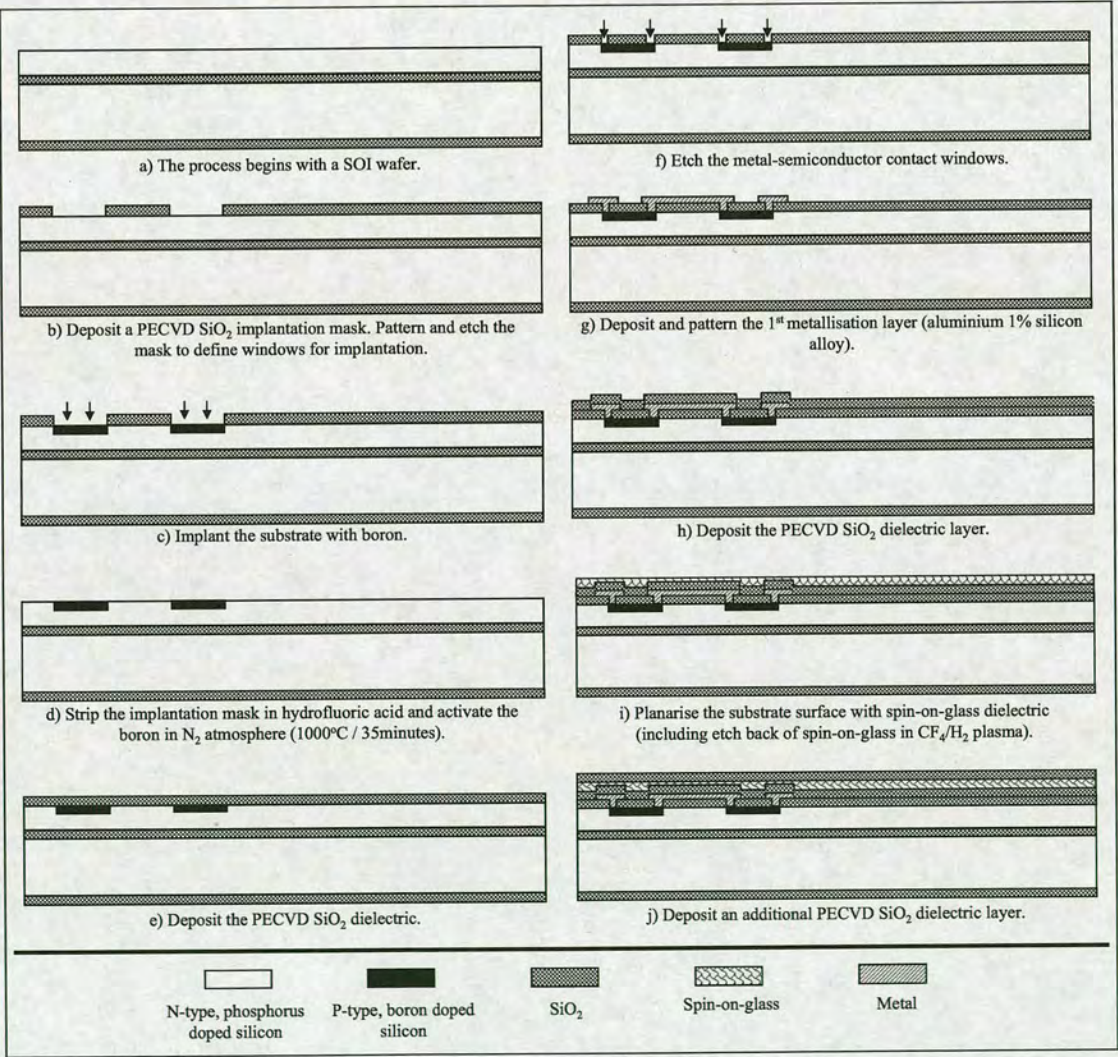 a) The process begins with a SOI wafer.
b) Deposit a PECVD SiO₂ implantation mask. Pattern and etch the
mask to define windows for implantation.
c) Implant the substrate with boron.
d) Strip the implantation mask in hydrofluoric acid and activate the
boron in N₂ atmosphere (1000ºC / 35minutes).
e) Deposit the PECVD SiO₂ dielectric.
f) Etch the metal-semiconductor contact windows.
g) Deposit and pattern the 1ˢᵗ metallisation layer (aluminium 1% silicon
alloy).
h) Deposit the PECVD SiO₂ dielectric layer.
i) Planarise the substrate surface with spin-on-glass dielectric
(including etch back of spin-on-glass in CF₄/H₂ plasma).
j) Deposit an additional PECVD SiO₂ dielectric layer.
N-type, phosphorus
doped silicon
P-type, boron doped
silicon
SiO₂
Spin-on-glass
Metal